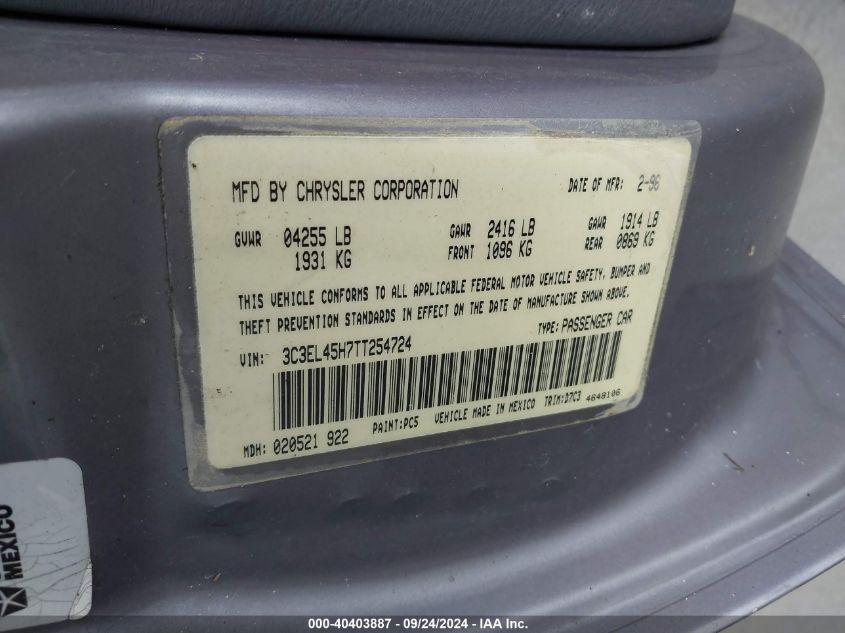 MFD BY CHRYSLER CORPORATION DATE OF MFR: 2-96
GVWR 04255 LB GAWR 2416 LB GAWR 1914 LB
1931 KG FRONT 1096 KG REAR 0869 KG
THIS VEHICLE CONFORMS TO ALL APPLICABLE FEDERAL MOTOR VEHICLE SAFETY, BUMPER AND
THEFT PREVENTION STANDARDS IN EFFECT ON THE DATE OF MANUFACTURE SHOWN ABOVE.
VIN: 3C3EL45H7TT254724 TYPE: PASSENGER CAR
MDH: 020521 922 PAINT:PC5 VEHICLE MADE IN MEXICO TRIM:D7C3 4648106
MEXICO
000-40403887 - 09/24/2024 - IAA Inc.